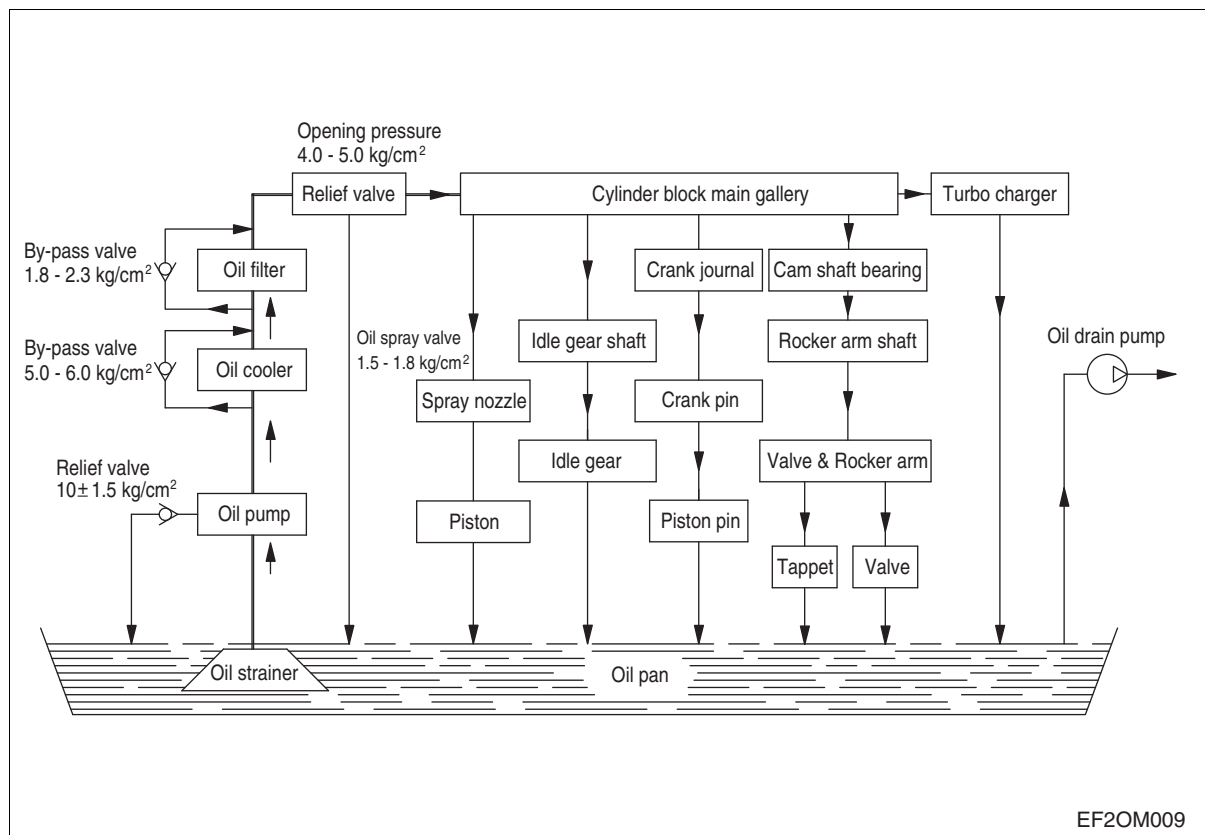 Opening pressure
4.0 - 5.0 kg/cm²
Relief valve
Cylinder block main gallery
Turbo charger
By-pass valve
1.8 - 2.3 kg/cm²
Oil filter
Crank journal
Cam shaft bearing
Oil spray valve
1.5 - 1.8 kg/cm²
Idle gear shaft
Rocker arm shaft
Oil drain pump
By-pass valve
5.0 - 6.0 kg/cm²
Oil cooler
Spray nozzle
Crank pin
Idle gear
Valve & Rocker arm
Relief valve
10± 1.5 kg/cm²
Oil pump
Piston
Piston pin
Tappet
Valve
Oil strainer
Oil pan
EF2OM009